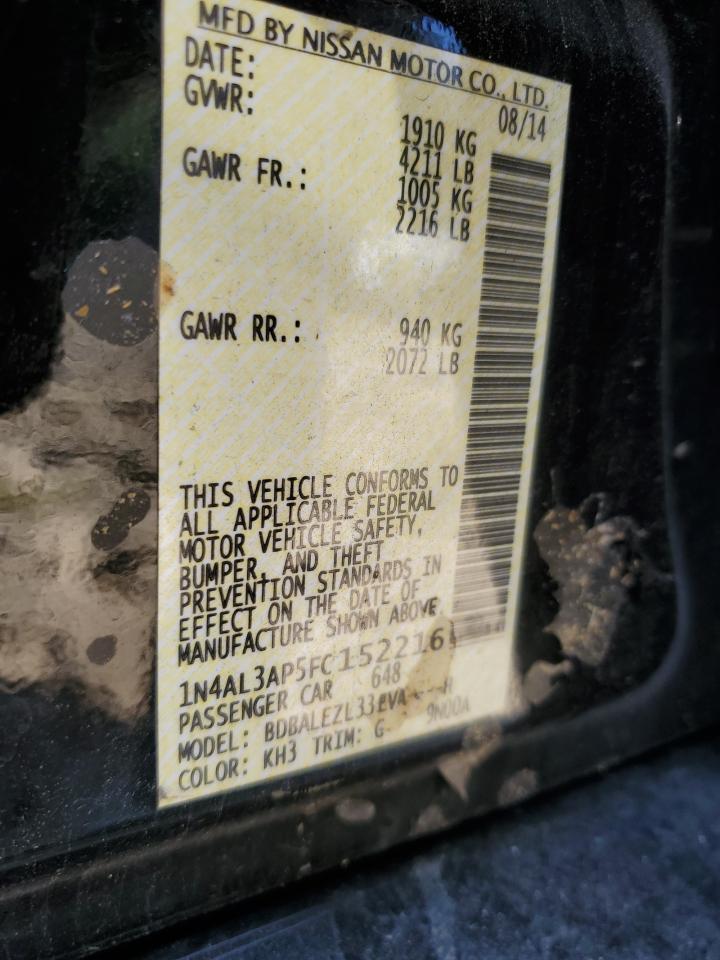 MFD BY NISSAN MOTOR CO., LTD.
DATE: 08/14
GVWR: 1910 KG
4211 LB
GAWR FR.: 1005 KG
2216 LB
GAWR RR.: 940 KG
2072 LB
THIS VEHICLE CONFORMS TO
ALL APPLICABLE FEDERAL
MOTOR VEHICLE SAFETY,
BUMPER, AND THEFT
PREVENTION STANDARDS IN
EFFECT ON THE DATE OF
MANUFACTURE SHOWN ABOVE.
1N4AL3AP5FC152216
PASSENGER CAR 648
MODEL:
COLOR: KH3 TRIM: G